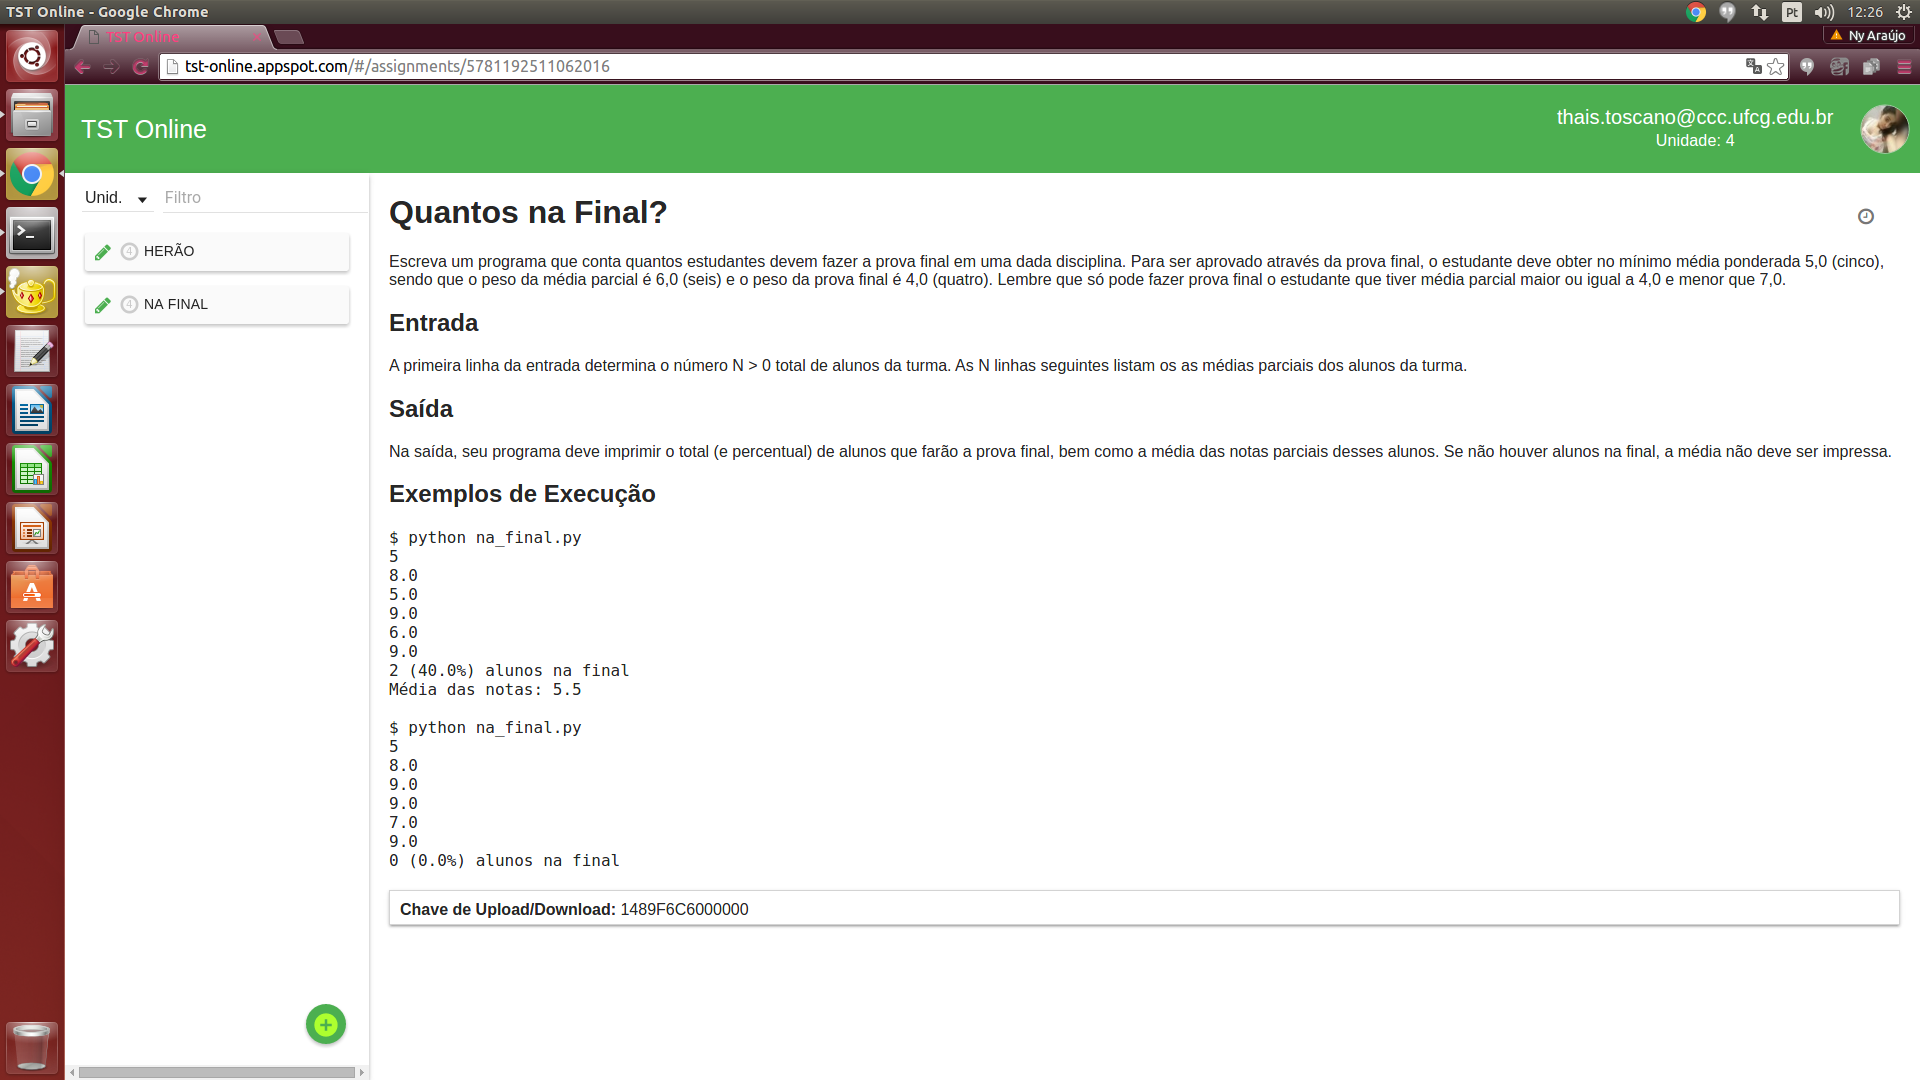 TST Online - Google Chrome
Pt
12:26
TST Online
Ny Araújo
tst-online.appspot.com/#/assignments/5781192511062016
TST Online
thais.toscano@ccc.ufcg.edu.br
Unidade: 4
Unid.
Filtro
4 HERÃO
4 NA FINAL
Quantos na Final?
Escreva um programa que conta quantos estudantes devem fazer a prova final em uma dada disciplina. Para ser aprovado através da prova final, o estudante deve obter no mínimo média ponderada 5,0 (cinco),
sendo que o peso da média parcial é 6,0 (seis) e o peso da prova final é 4,0 (quatro). Lembre que só pode fazer prova final o estudante que tiver média parcial maior ou igual a 4,0 e menor que 7,0.
Entrada
A primeira linha da entrada determina o número N > 0 total de alunos da turma. As N linhas seguintes listam os as médias parciais dos alunos da turma.
Saída
Na saída, seu programa deve imprimir o total (e percentual) de alunos que farão a prova final, bem como a média das notas parciais desses alunos. Se não houver alunos na final, a média não deve ser impressa.
Exemplos de Execução
$ python na_final.py
5
8.0
5.0
9.0
6.0
9.0
2 (40.0%) alunos na final
Média das notas: 5.5
$ python na_final.py
5
8.0
9.0
9.0
7.0
9.0
0 (0.0%) alunos na final
Chave de Upload/Download: 1489F6C6000000